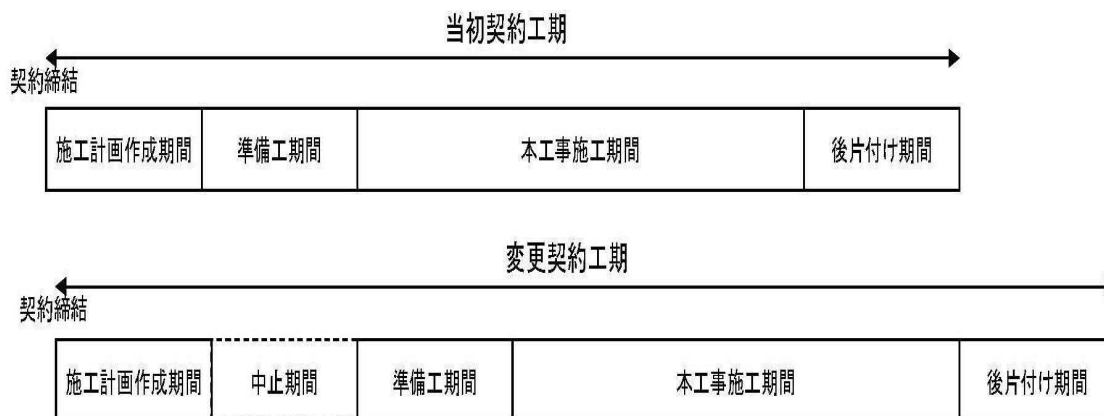 当初契約工期
契約締結
施工計画作成期間 準備工期間 本工事施工期間 後片付け期間
変更契約工期
契約締結
施工計画作成期間 中止期間 準備工期間 本工事施工期間 後片付け期間